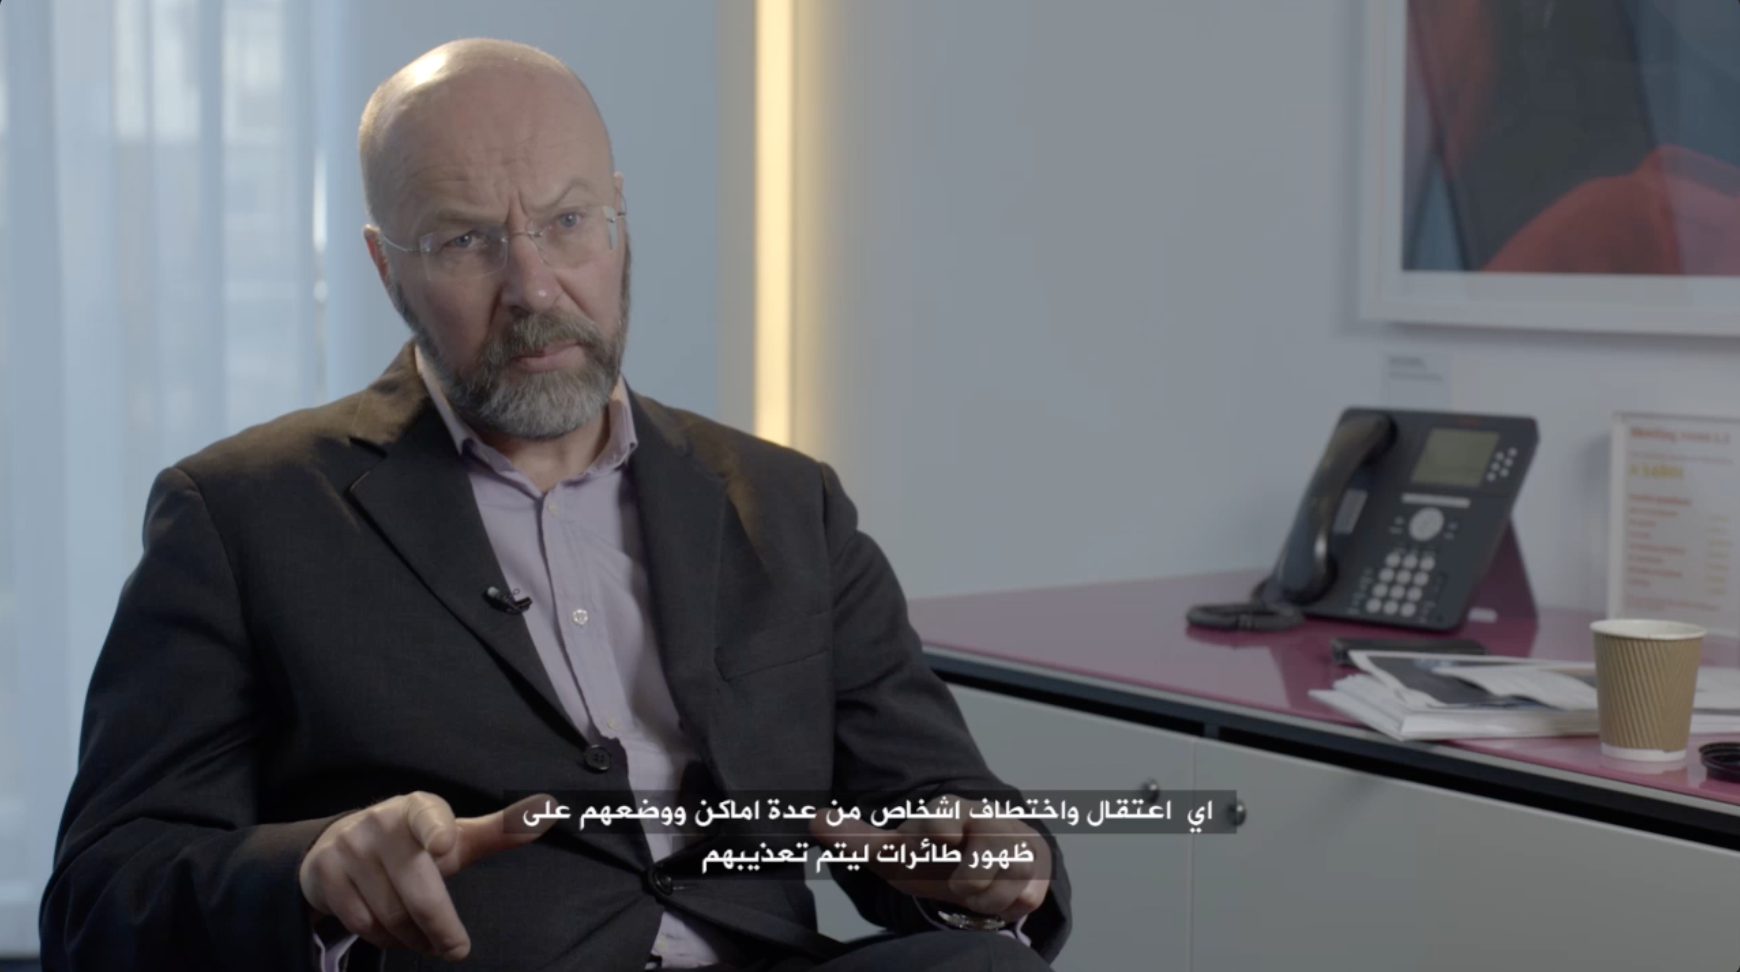 اي  اعتقال واختطاف اشخاص من عدة اماكن ووضعهم على
ظهور طائرات ليتم تعذيبهم